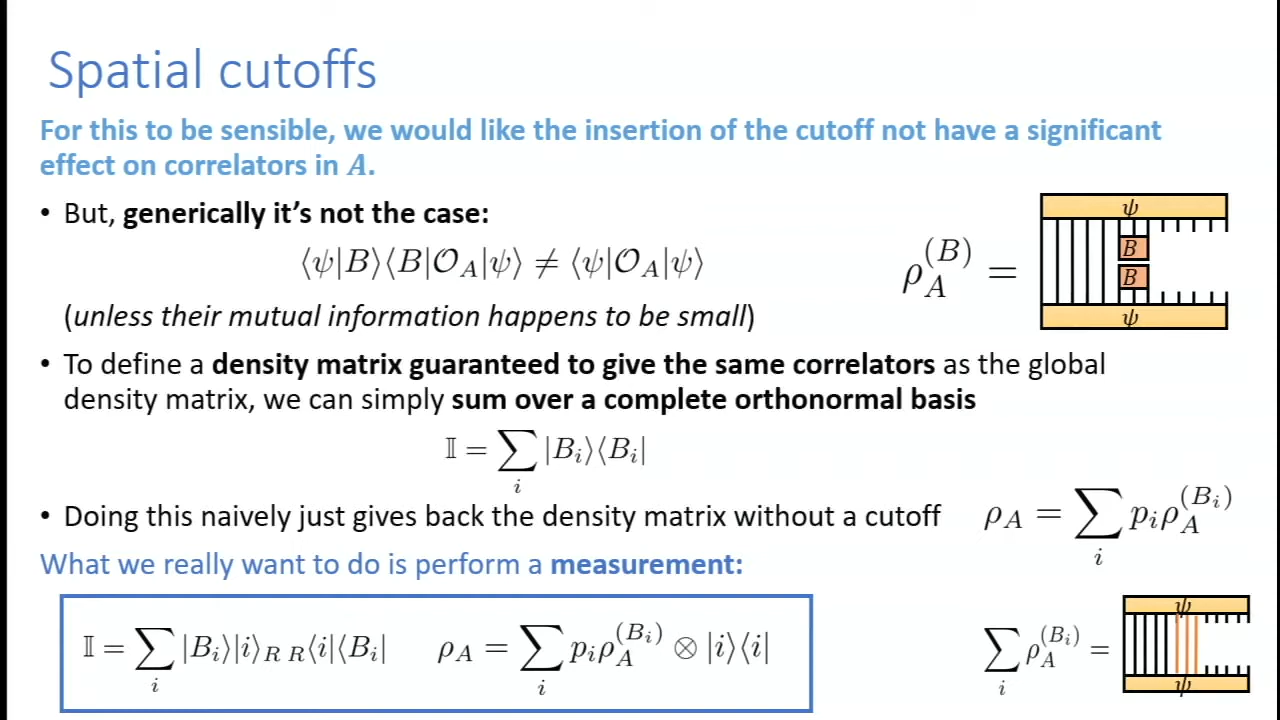 Spatial cutoffs
For this to be sensible, we would like the insertion of the cutoff not have a significant
effect on correlators in A.
• But, generically it's not the case:
⟨ψ|B⟩⟨B|𝒪_A|ψ⟩ ≠ ⟨ψ|𝒪_A|ψ⟩
ρ_A^{(B)} =
ψ
B
B
ψ
(unless their mutual information happens to be small)
• To define a density matrix guaranteed to give the same correlators as the global
density matrix, we can simply sum over a complete orthonormal basis
𝕀 = ∑_i |B_i⟩⟨B_i|
• Doing this naively just gives back the density matrix without a cutoff
ρ_A = ∑_i p_i ρ_A^{(B_i)}
What we really want to do is perform a measurement:
𝕀 = ∑_i |B_i⟩|i⟩_R _R⟨i|⟨B_i|
ρ_A = ∑_i p_i ρ_A^{(B_i)} ⊗ |i⟩⟨i|
∑_i ρ_A^{(B_i)} =
ψ
ψ